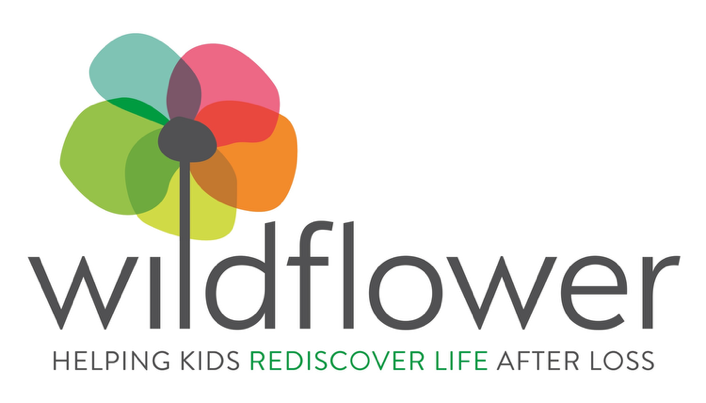 wildflower
HELPING KIDS REDISCOVER LIFE AFTER LOSS